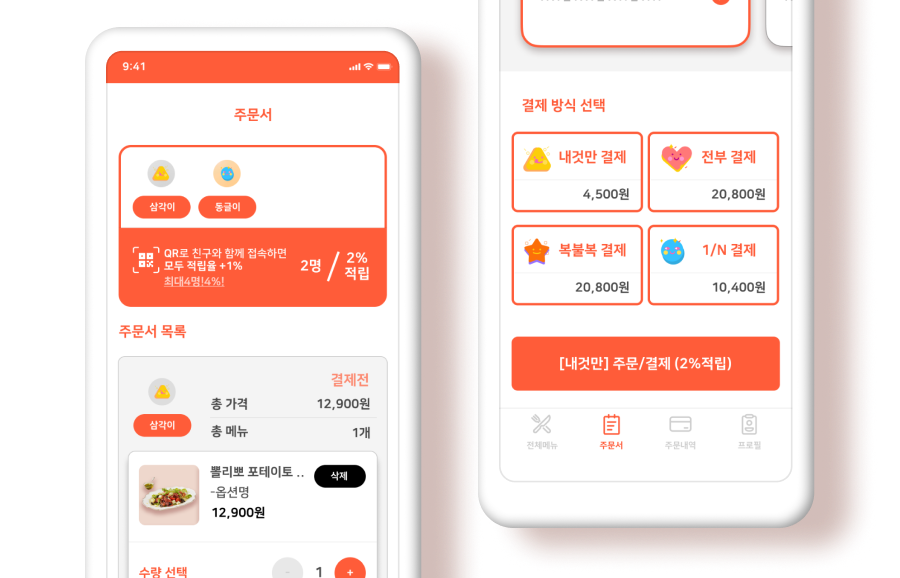 9:41
주문서
삼각이
동글이
QR로 친구와 함께 접속하면
모두 적립율 +1%
최대4명!4%!
2명 / 2%
적립
주문서 목록
결제전
총 가격 12,900원
삼각이
총 메뉴 1개
뽈리뽀 포테이토 ..
삭제
-옵션명
12,900원
수량 선택
- 1 +
결제 방식 선택
내것만 결제
4,500원
전부 결제
20,800원
복불복 결제
20,800원
1/N 결제
10,400원
[내것만] 주문/결제 (2%적립)
전체메뉴
주문서
주문내역
프로필